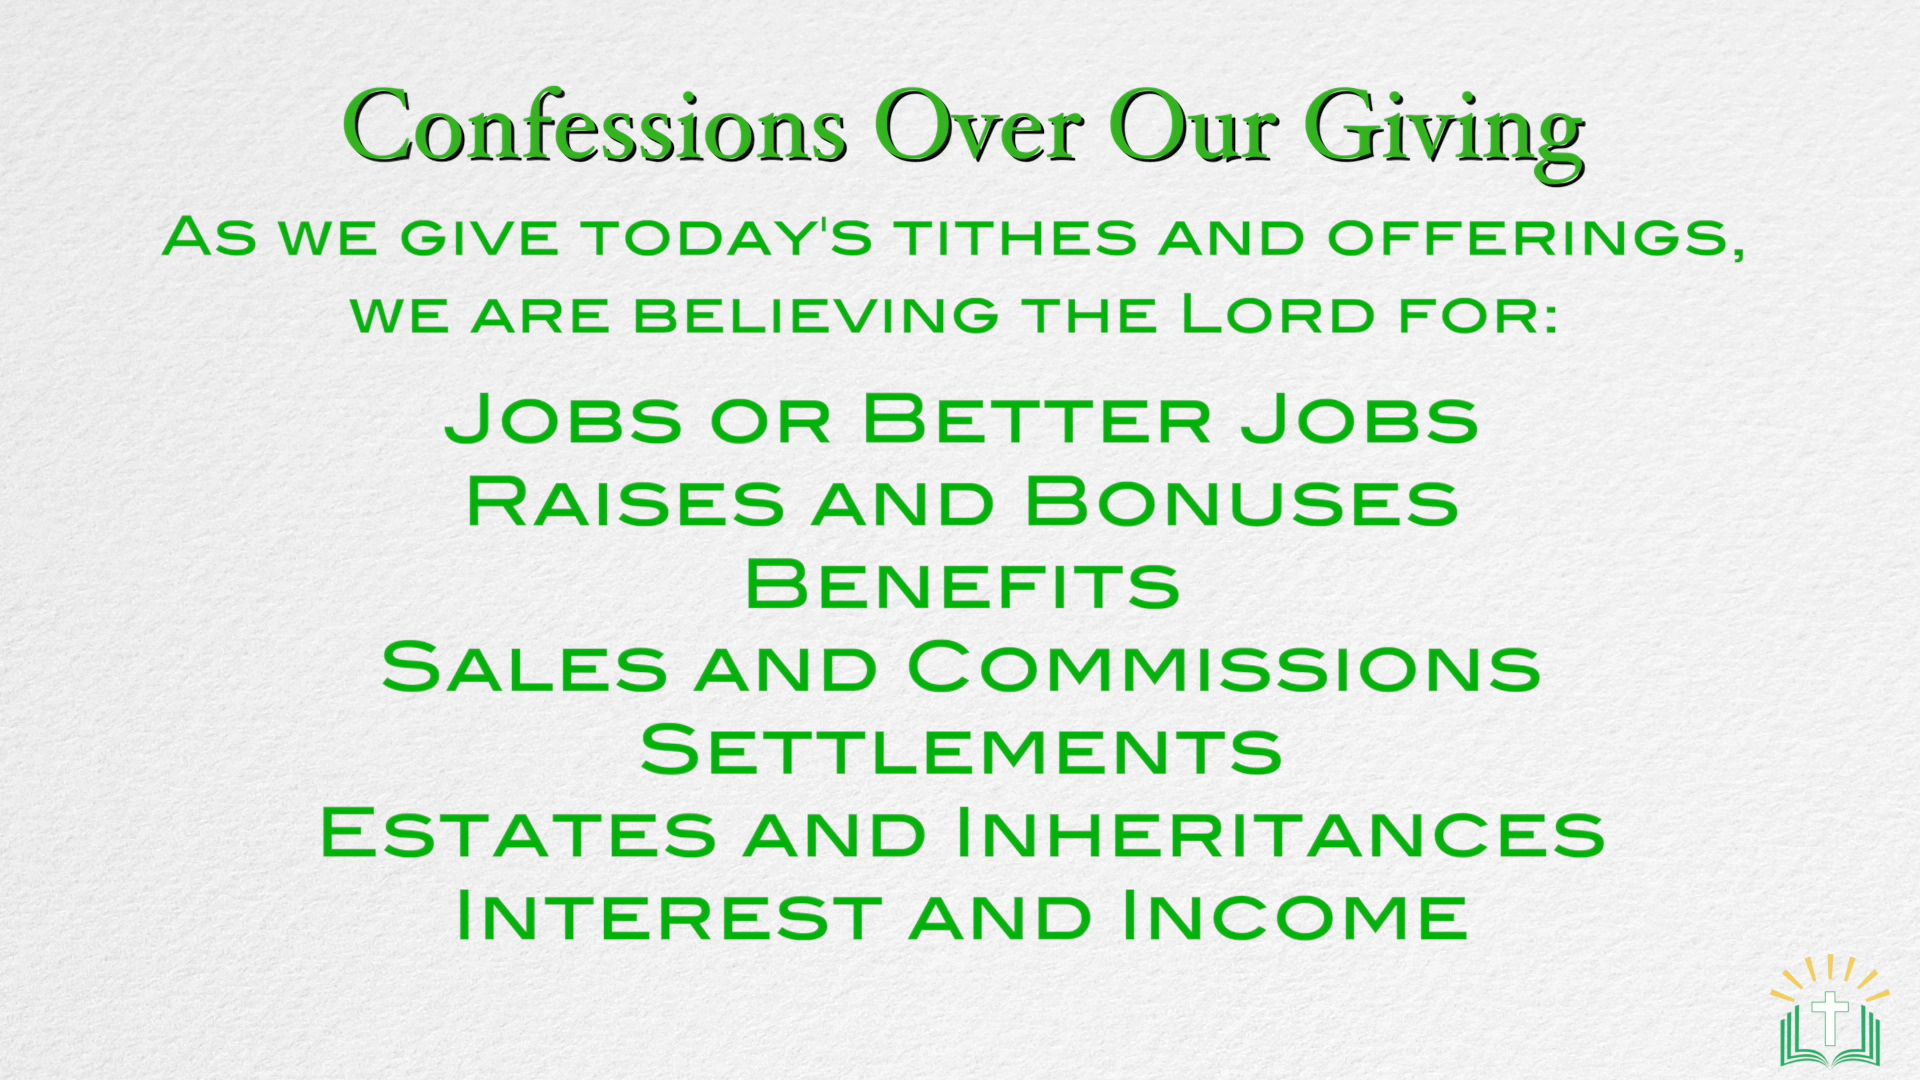 Confessions Over Our Giving
As we give today's tithes and offerings,
we are believing the Lord for:
Jobs or Better Jobs
Raises and Bonuses
Benefits
Sales and Commissions
Settlements
Estates and Inheritances
Interest and Income